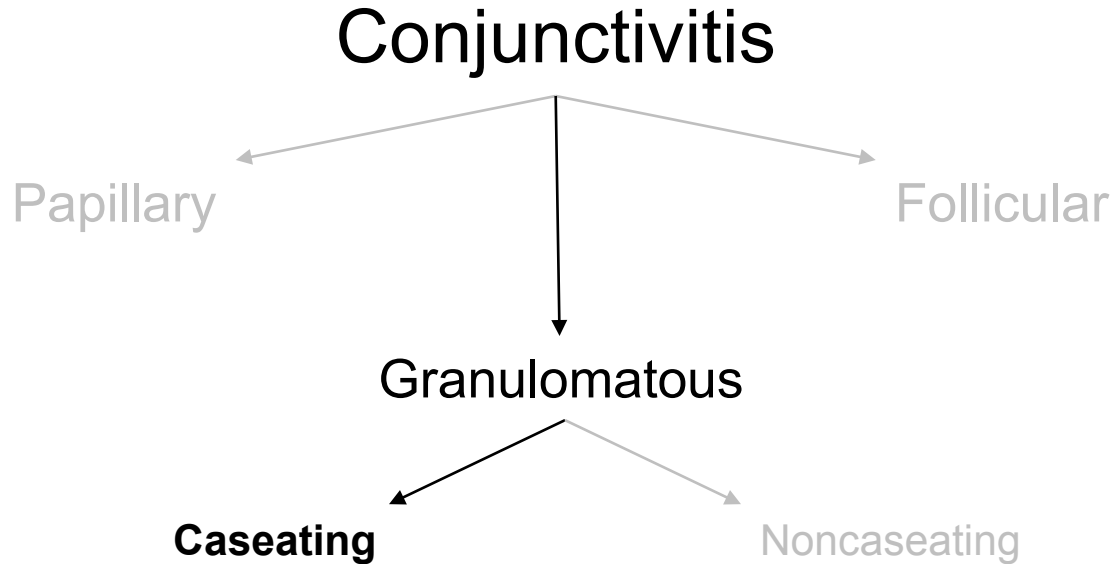 Conjunctivitis
Papillary Follicular
Granulomatous
Caseating Noncaseating